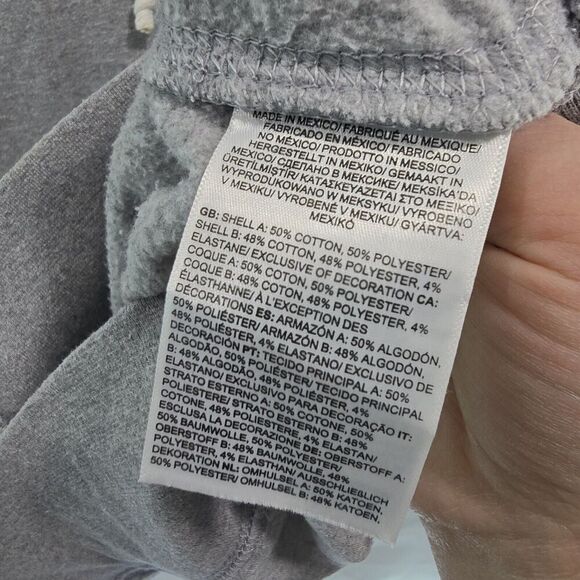 MADE IN MEXICO/ FABRIQUÉ AU MEXIQUE/
FABRICADO EN MÉXICO/ FABRICADO
NO MÉXICO/ PRODOTTO IN MESSICO/
HERGESTELLT IN MEXIKO/ GEMAAKT IN
MEXICO/ СДЕЛАНО В МЕКСИКЕ/ MEKSİKA'DA
ÜRETİLMİŞTİR/ ΚΑΤΑΣΚΕΥΑΖΕΤΑΙ ΣΤΟ ΜΕΞΙΚΟ/
WYPRODUKOWANO W MEKSYKU/ VYROBENO
V MEXIKU/ VYROBENÉ V MEXIKU/ GYÁRTVA:
MEXIKÓ
GB: SHELL A: 50% COTTON, 50% POLYESTER/
SHELL B: 48% COTTON, 48% POLYESTER, 4%
ELASTANE/ EXCLUSIVE OF DECORATION CA:
COQUE A: 50% COTON, 50% POLYESTER/
COQUE B: 48% COTON, 48% POLYESTER, 4%
ÉLASTHANNE/ À L'EXCEPTION DES
DÉCORATIONS ES: ARMAZÓN A: 50% ALGODÓN,
50% POLIÉSTER/ ARMAZÓN B: 48% ALGODÓN,
48% POLIÉSTER, 4% ELASTANO/ EXCLUSIVO DE
DECORACIÓN PT: TECIDO PRINCIPAL A: 50%
ALGODÃO, 50% POLIÉSTER/ TECIDO PRINCIPAL
B: 48% ALGODÃO, 48% POLIÉSTER, 4%
ELASTANO/ EXCLUSIVO PARA DECORAÇÃO IT:
STRATO ESTERNO A: 50% COTONE, 50%
POLIESTERE/ STRATO ESTERNO B: 48%
COTONE, 48% POLIESTERE, 4% ELASTAN/
ESCLUSA LA DECORAZIONE DE: OBERSTOFF A:
50% BAUMWOLLE, 50% POLYESTER/
OBERSTOFF B: 48% BAUMWOLLE, 48%
POLYESTER, 4% ELASTHAN/ AUSSCHLIEẞLICH
DEKORATION NL: OMHULSEL A: 50% KATOEN,
50% POLYESTER/ OMHULSEL B: 48% KATOEN,